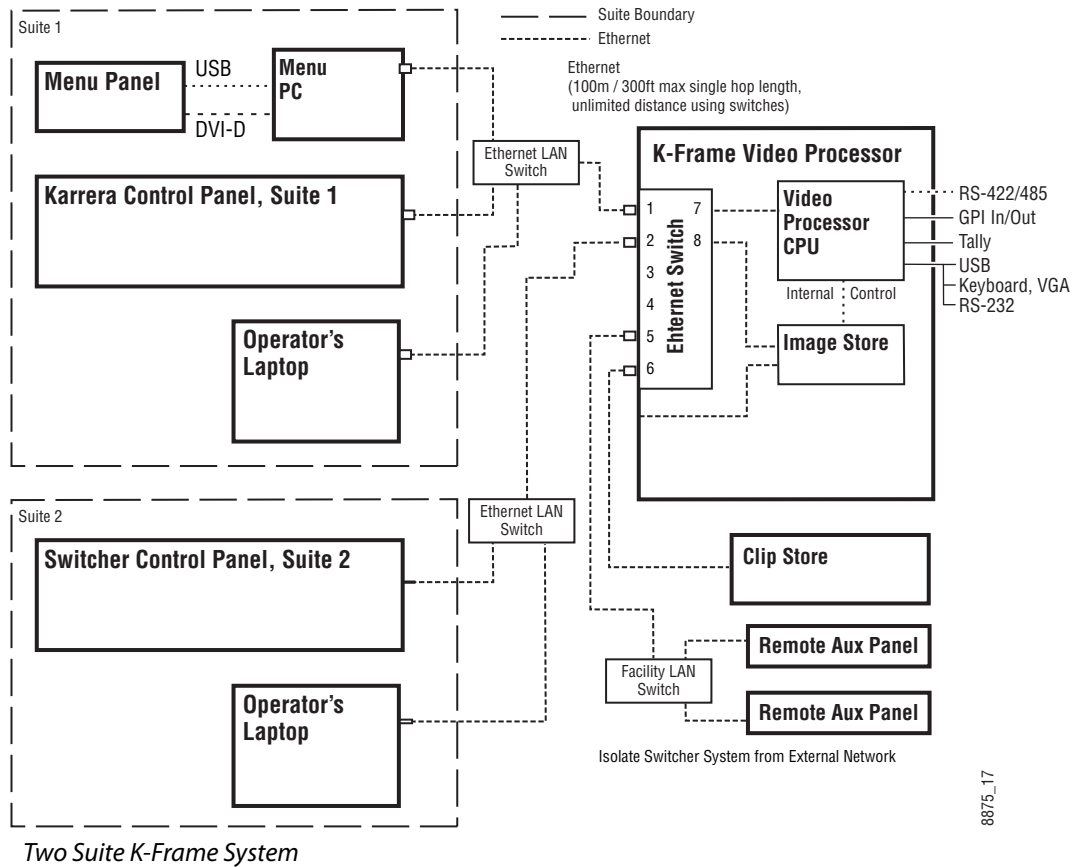 Suite 1
Suite Boundary
Ethernet
Ethernet
(100m / 300ft max single hop length,
unlimited distance using switches)
Menu Panel
USB
DVI-D
Menu
PC
Ethernet LAN
Switch
Karrera Control Panel, Suite 1
Operator's
Laptop
K-Frame Video Processor
1
2
3
4
5
6
7
8
Ehternet Switch
Video
Processor
CPU
Internal Control
Image Store
RS-422/485
GPI In/Out
Tally
USB
Keyboard, VGA
RS-232
Suite 2
Ethernet LAN
Switch
Switcher Control Panel, Suite 2
Operator's
Laptop
Clip Store
Remote Aux Panel
Facility LAN
Switch
Remote Aux Panel
Isolate Switcher System from External Network
8875_17
Two Suite K-Frame System